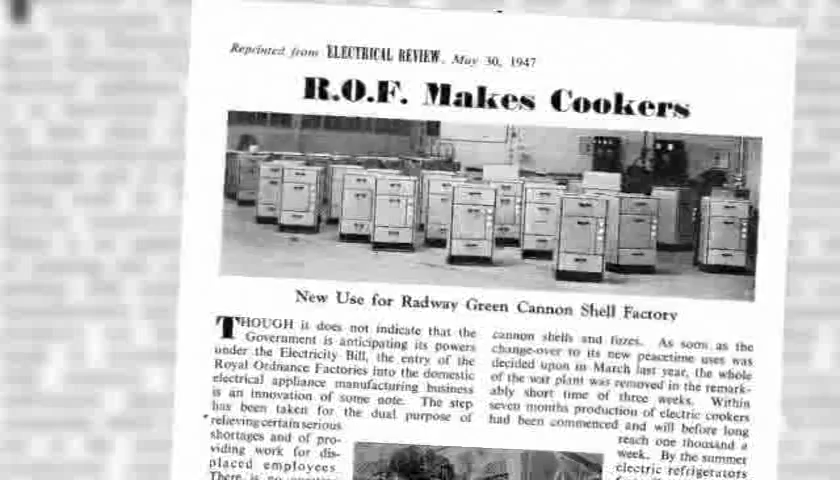 Reprinted from ELECTRICAL REVIEW, May 30, 1947
R.O.F. Makes Cookers
New Use for Radway Green Cannon Shell Factory
THOUGH it does not indicate that the
Government is anticipating its powers
under the Electricity Bill, the entry of the
Royal Ordnance Factories into the domestic
electrical appliance manufacturing business
is an innovation of some note. The step
has been taken for the dual purpose of
relieving certain serious
shortages and of pro-
viding work for dis-
placed employees.
There is no
cannon shells and fuzes. As soon as the
change-over to its new peacetime uses was
decided upon in March last year, the whole
of the war plant was removed in the remark-
ably short time of three weeks. Within
seven months production of electric cookers
had been commenced and will before long
reach one thousand a
week. By the summer
electric refrigerators